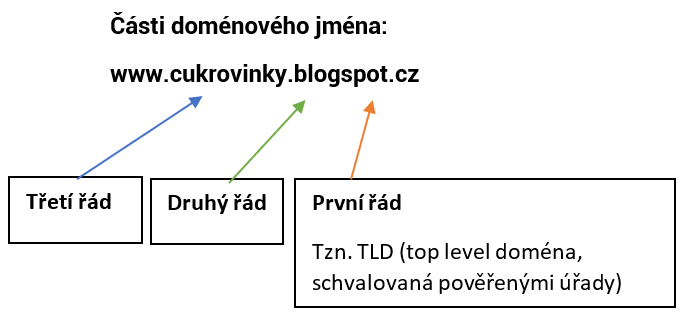 Části doménového jména:
www.cukrovinky.blogspot.cz
Třetí řád
Druhý řád
První řád
Tzn. TLD (top level doména,
schvalovaná pověřenými úřady)